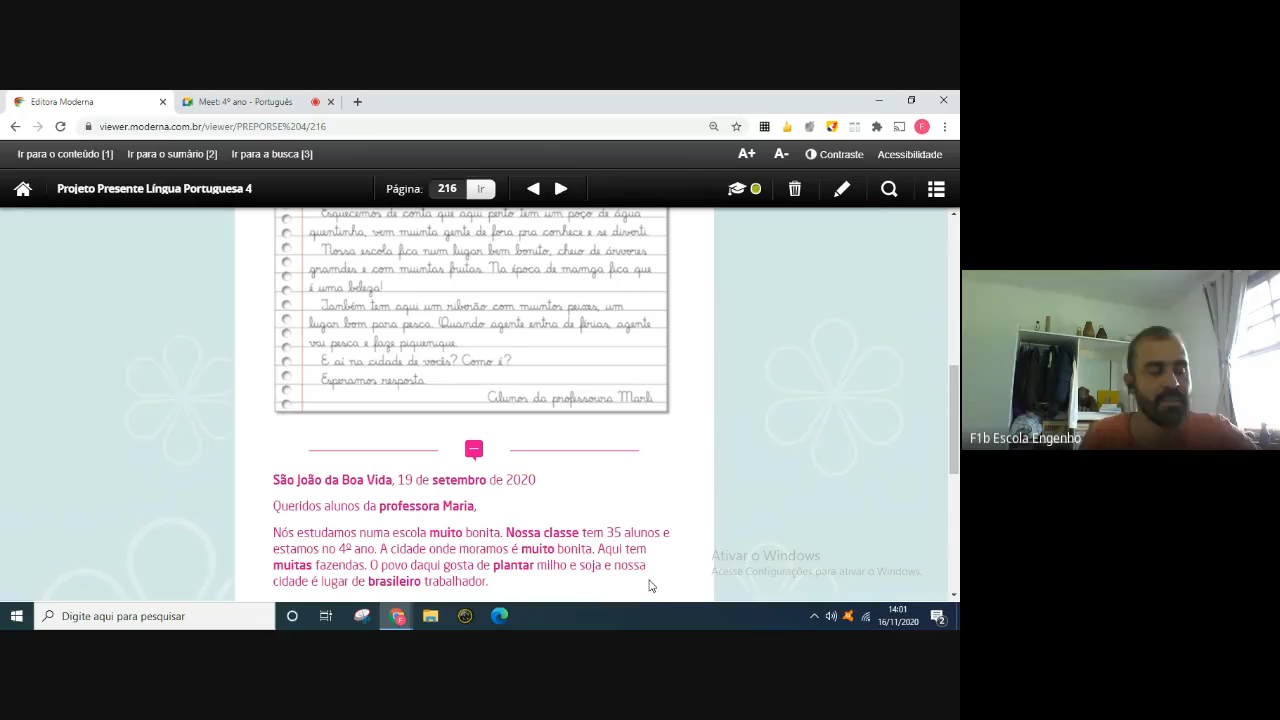 Editora Moderna
Meet: 4º ano - Português
viewer.moderna.com.br/viewer/PREPORSE%204/216
Ir para o conteúdo [1] Ir para o sumário [2] Ir para a busca [3] A+ A- Contraste Acessibilidade
Projeto Presente Língua Portuguesa 4 Página: 216 Ir
Esquecemos de conta que aqui perto tem um poço de água
quentinha, vem muinta gente de fora pra conhece e se diverti.
Nossa escola fica num lugar bem bonito, cheio de árvores
gramdes e com muintas frutas. Na época de mamga fica que
é uma beleza!
Também tem aqui um riberão com muintos peixes, um
lugar bom para pesca. Quando agente entra de férias, agente
vai pesca e faze piquenique.
E aí na cidade de vocês? Como é?
Esperamos resposta.
Alunos da professoura Marli
São João da Boa Vida, 19 de setembro de 2020
Queridos alunos da professora Maria,
Nós estudamos numa escola muito bonita. Nossa classe tem 35 alunos e
estamos no 4º ano. A cidade onde moramos é muito bonita. Aqui tem
muitas fazendas. O povo daqui gosta de plantar milho e soja e nossa
cidade é lugar de brasileiro trabalhador.
Ativar o Windows
Acesse Configurações para ativar o Windows.
F1b Escola Engenho
Digite aqui para pesquisar
14:01
16/11/2020
2